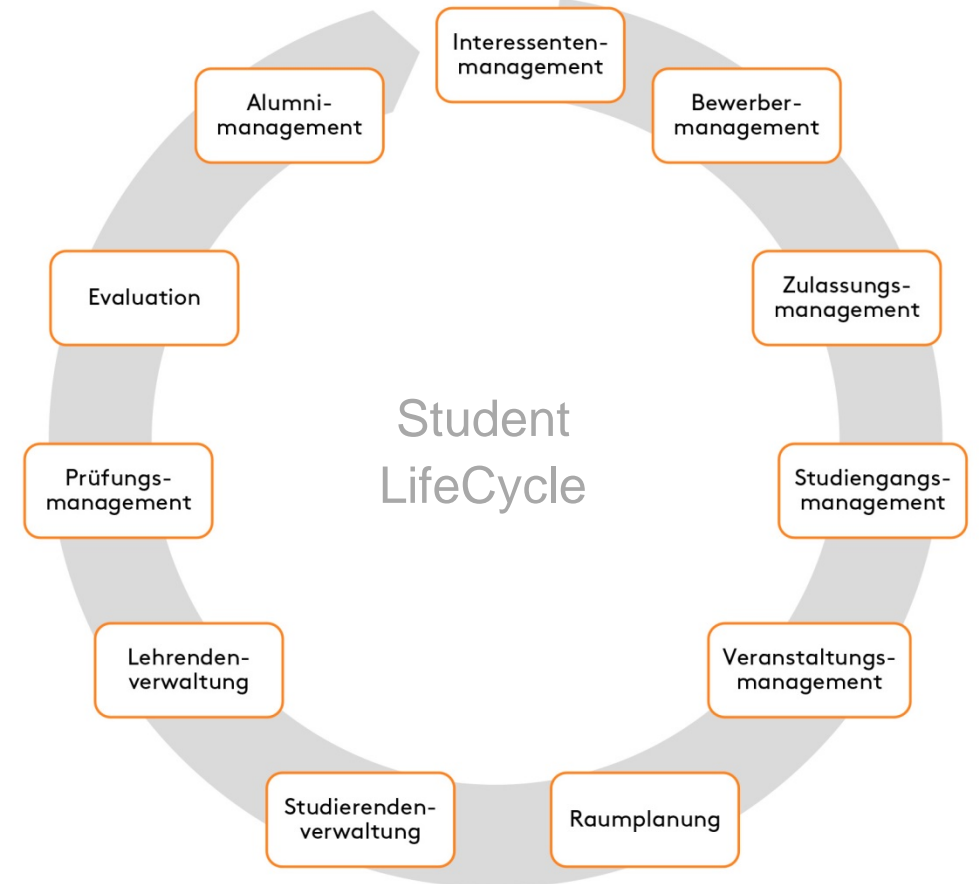 Interessenten-
management
Bewerber-
management
Zulassungs-
management
Studiengangs-
management
Veranstaltungs-
management
Raumplanung
Studierenden-
verwaltung
Lehrenden-
verwaltung
Prüfungs-
management
Evaluation
Alumni-
management
Student
LifeCycle